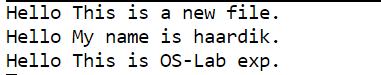 Hello This is a new file.
Hello My name is haardik.
Hello This is OS-Lab exp.